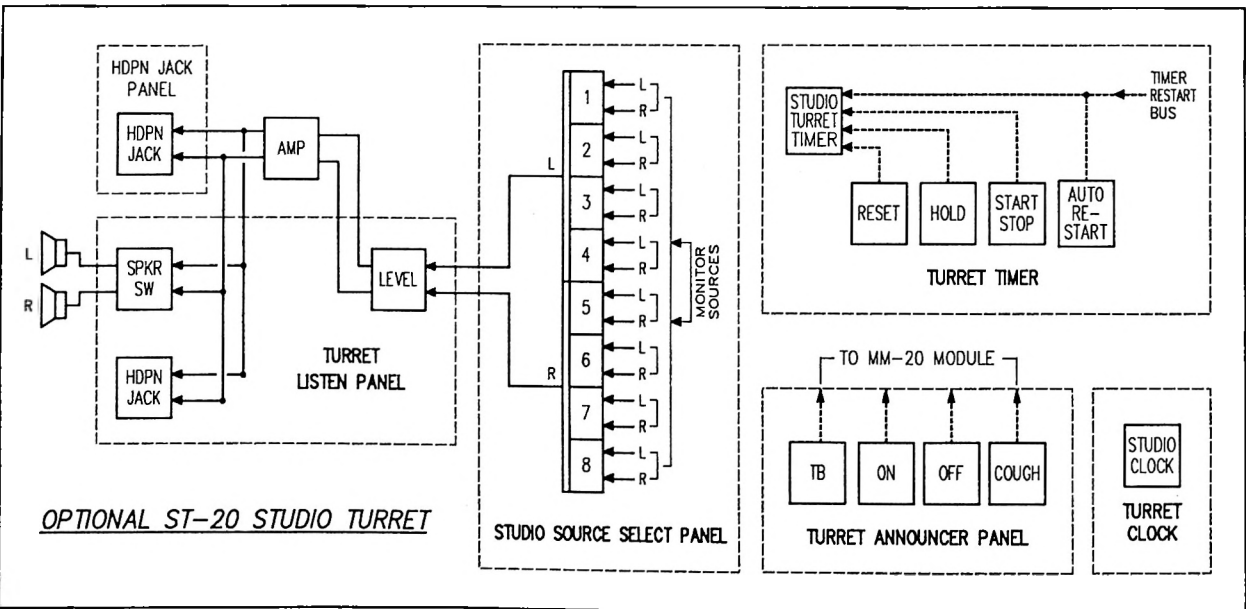 HDPN JACK
PANEL
HDPN
JACK
AMP
L
R
SPKR
SW
HDPN
JACK
LEVEL
TURRET
LISTEN PANEL
OPTIONAL ST-20 STUDIO TURRET
L
R
1
L
R
2
L
R
3
L
R
4
L
R
5
L
R
6
L
R
7
L
R
8
L
R
MONITOR
SOURCES
STUDIO SOURCE SELECT PANEL
STUDIO
TURRET
TIMER
TIMER
RESTART
BUS
RESET
HOLD
START
STOP
AUTO
RE-
START
TURRET TIMER
TO MM-20 MODULE
TB
ON
OFF
COUGH
TURRET ANNOUNCER PANEL
STUDIO
CLOCK
TURRET
CLOCK